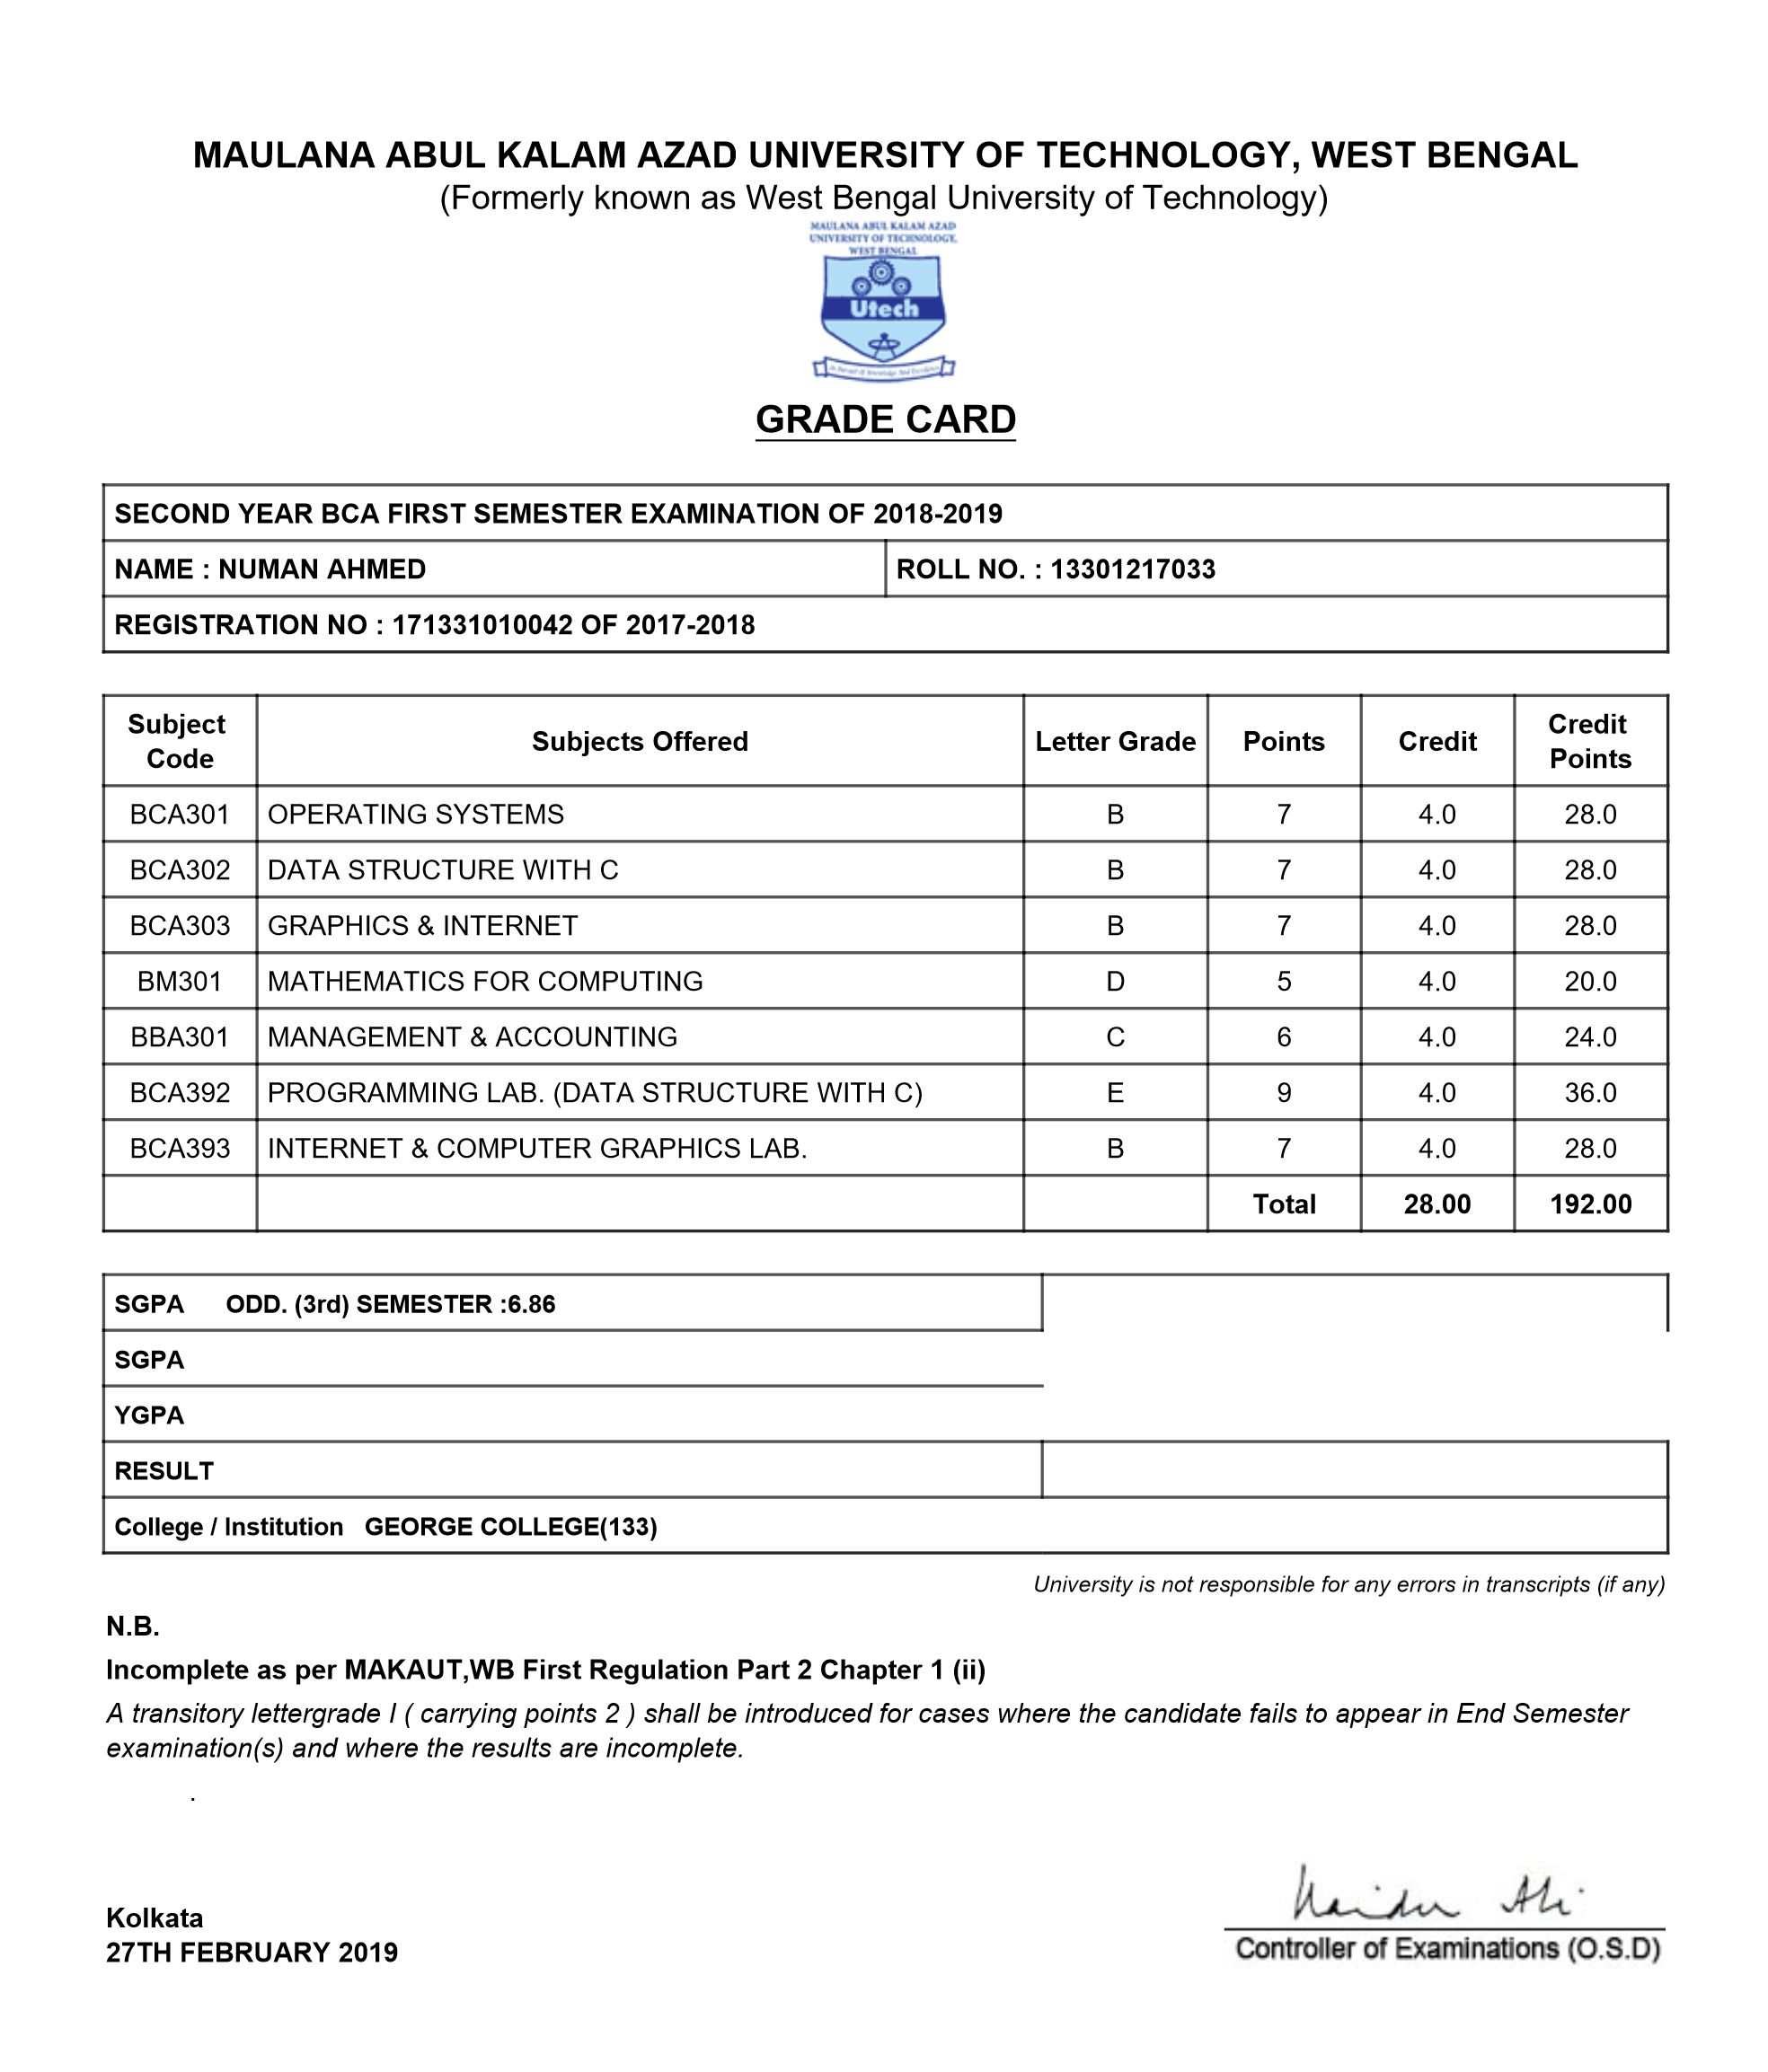 MAULANA ABUL KALAM AZAD UNIVERSITY OF TECHNOLOGY, WEST BENGAL
(Formerly known as West Bengal University of Technology)
MAULANA ABUL KALAM AZAD
UNIVERSITY OF TECHNOLOGY,
WEST BENGAL
Utech
GRADE CARD
SECOND YEAR BCA FIRST SEMESTER EXAMINATION OF 2018-2019
NAME : NUMAN AHMED ROLL NO. : 13301217033
REGISTRATION NO : 171331010042 OF 2017-2018
Subject Code Subjects Offered Letter Grade Points Credit Credit Points
BCA301 OPERATING SYSTEMS B 7 4.0 28.0
BCA302 DATA STRUCTURE WITH C B 7 4.0 28.0
BCA303 GRAPHICS & INTERNET B 7 4.0 28.0
BM301 MATHEMATICS FOR COMPUTING D 5 4.0 20.0
BBA301 MANAGEMENT & ACCOUNTING C 6 4.0 24.0
BCA392 PROGRAMMING LAB. (DATA STRUCTURE WITH C) E 9 4.0 36.0
BCA393 INTERNET & COMPUTER GRAPHICS LAB. B 7 4.0 28.0
Total 28.00 192.00
SGPA ODD. (3rd) SEMESTER :6.86
SGPA
YGPA
RESULT
College / Institution GEORGE COLLEGE(133)
University is not responsible for any errors in transcripts (if any)
N.B.
Incomplete as per MAKAUT,WB First Regulation Part 2 Chapter 1 (ii)
A transitory lettergrade I ( carrying points 2 ) shall be introduced for cases where the candidate fails to appear in End Semester
examination(s) and where the results are incomplete.
.
Kolkata
27TH FEBRUARY 2019
Controller of Examinations (O.S.D)